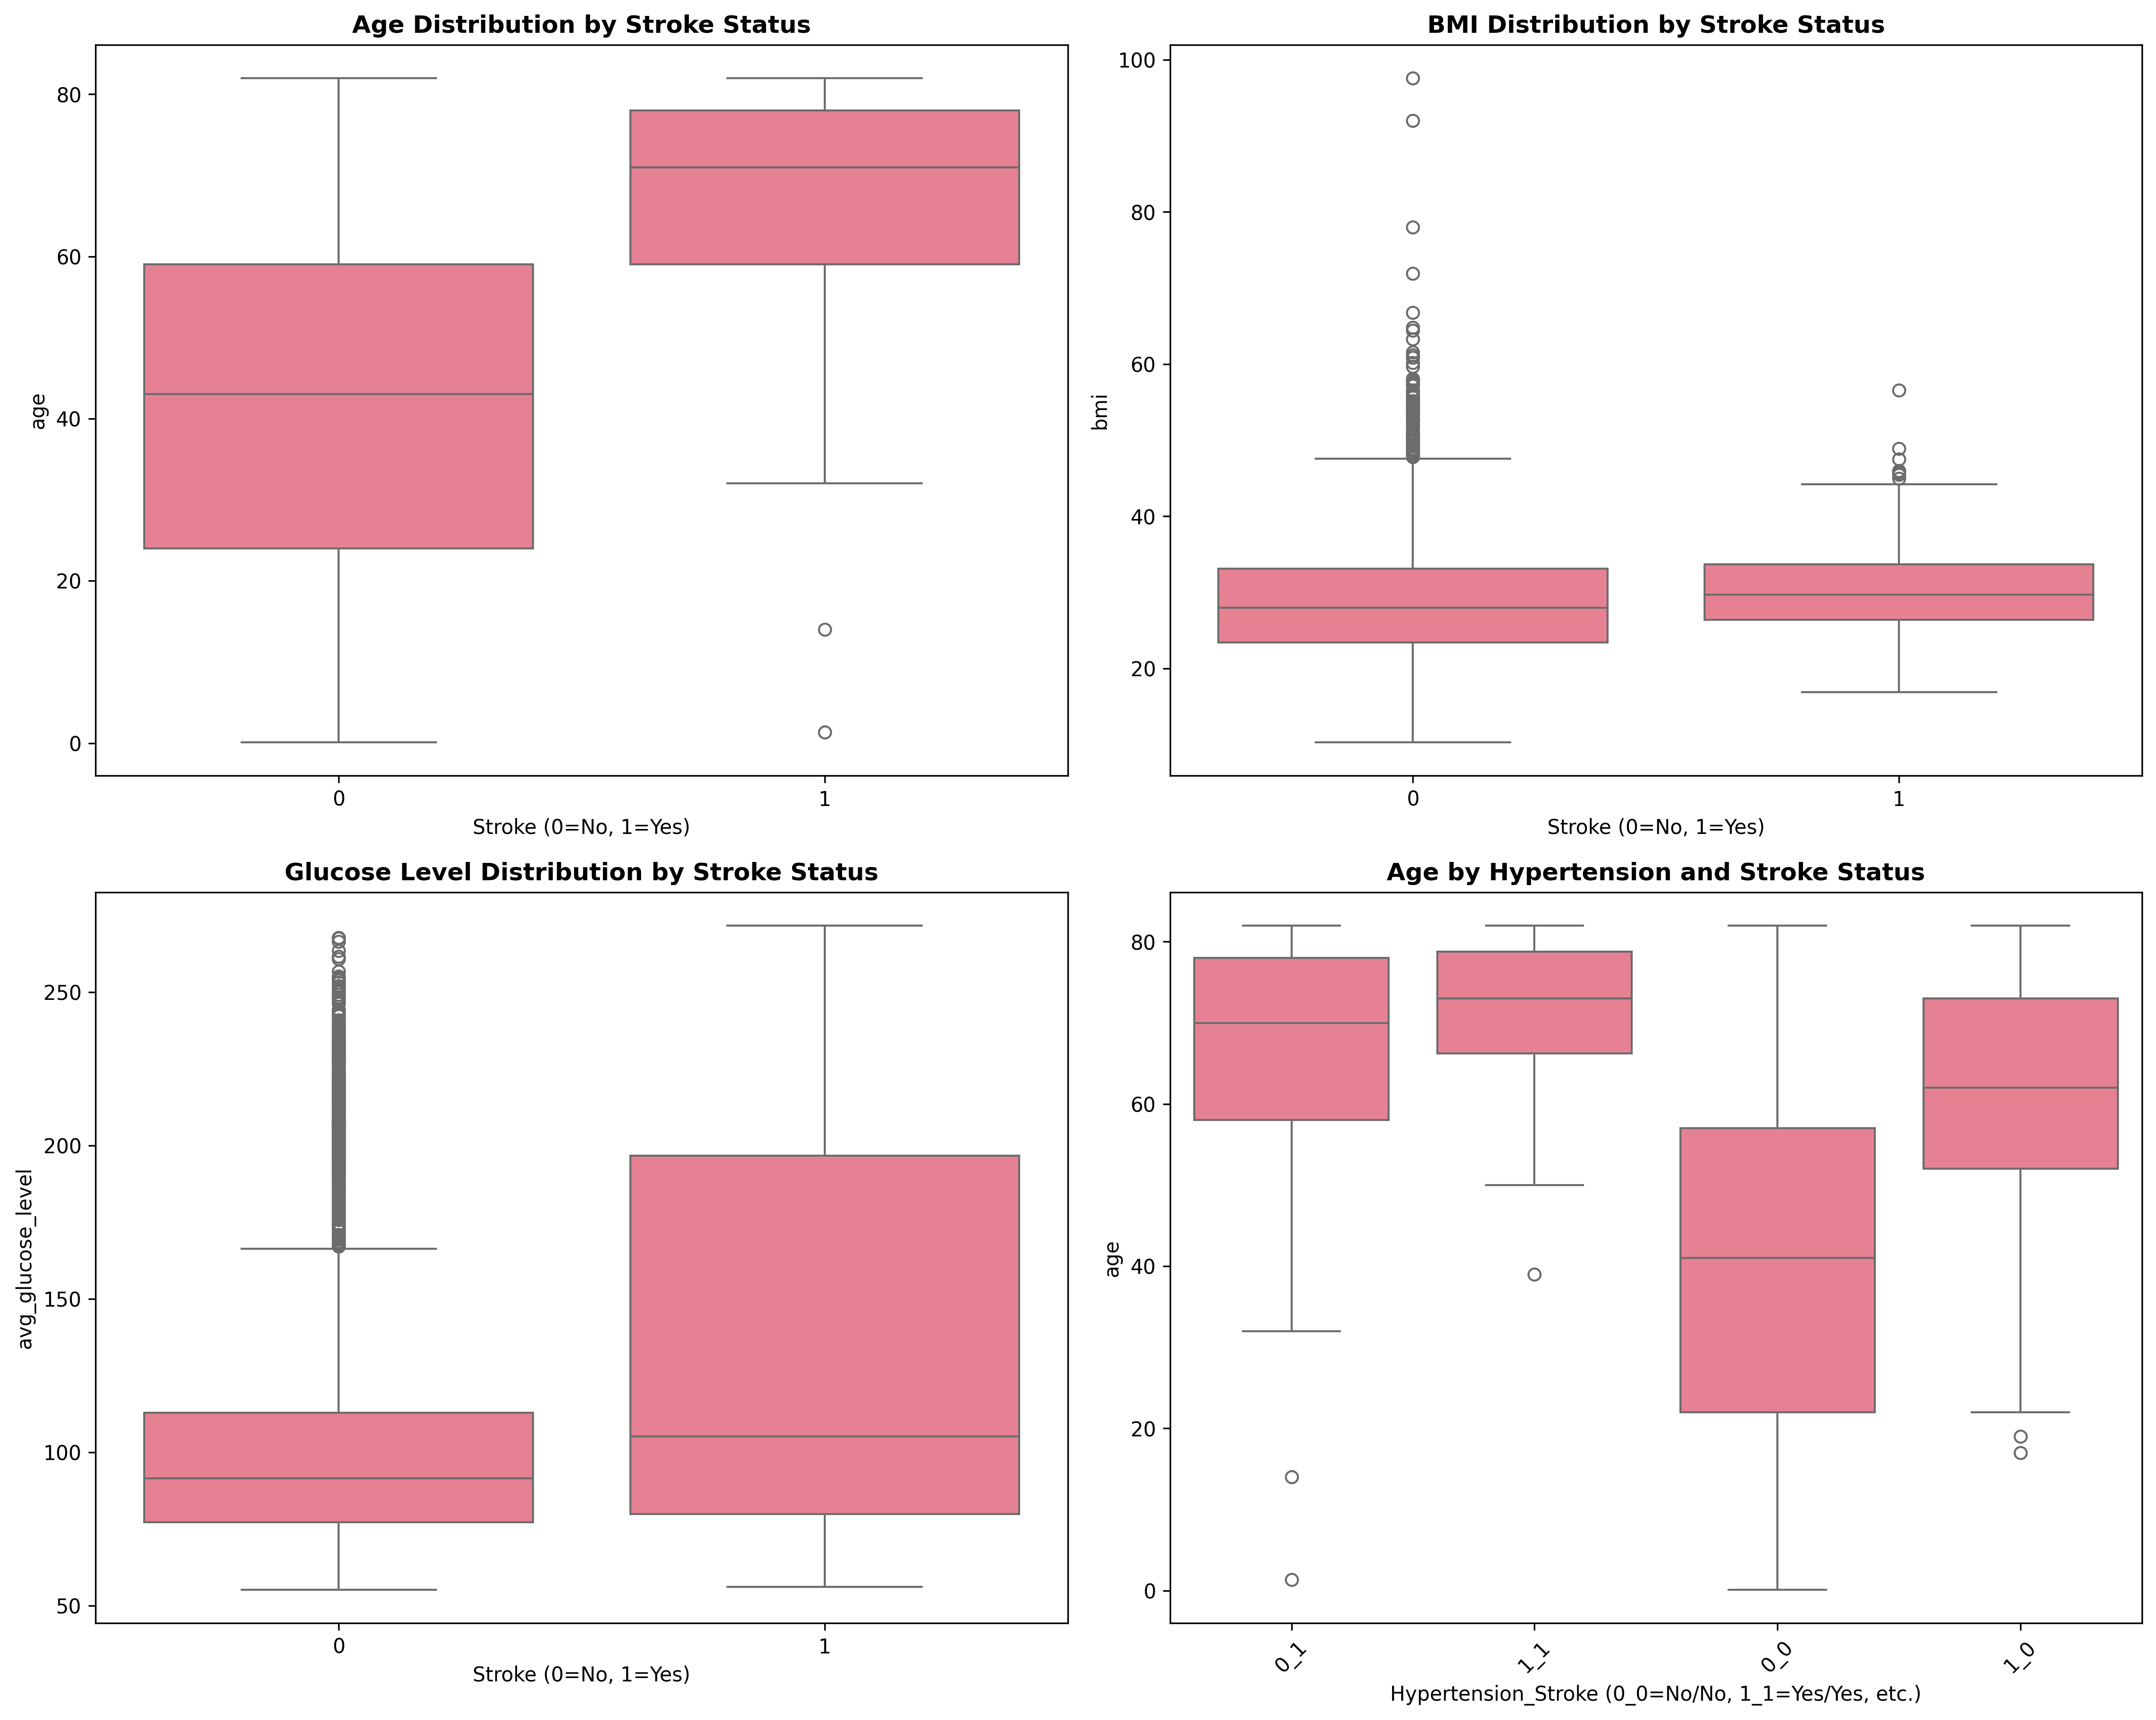 Age Distribution by Stroke Status
80
60
40
20
0
age
0
1
Stroke (0=No, 1=Yes)
BMI Distribution by Stroke Status
100
80
60
40
20
bmi
0
1
Stroke (0=No, 1=Yes)
Glucose Level Distribution by Stroke Status
250
200
150
100
50
avg_glucose_level
0
1
Stroke (0=No, 1=Yes)
Age by Hypertension and Stroke Status
80
60
40
20
0
age
0_1
1_1
0_0
1_0
Hypertension_Stroke (0_0=No/No, 1_1=Yes/Yes, etc.)